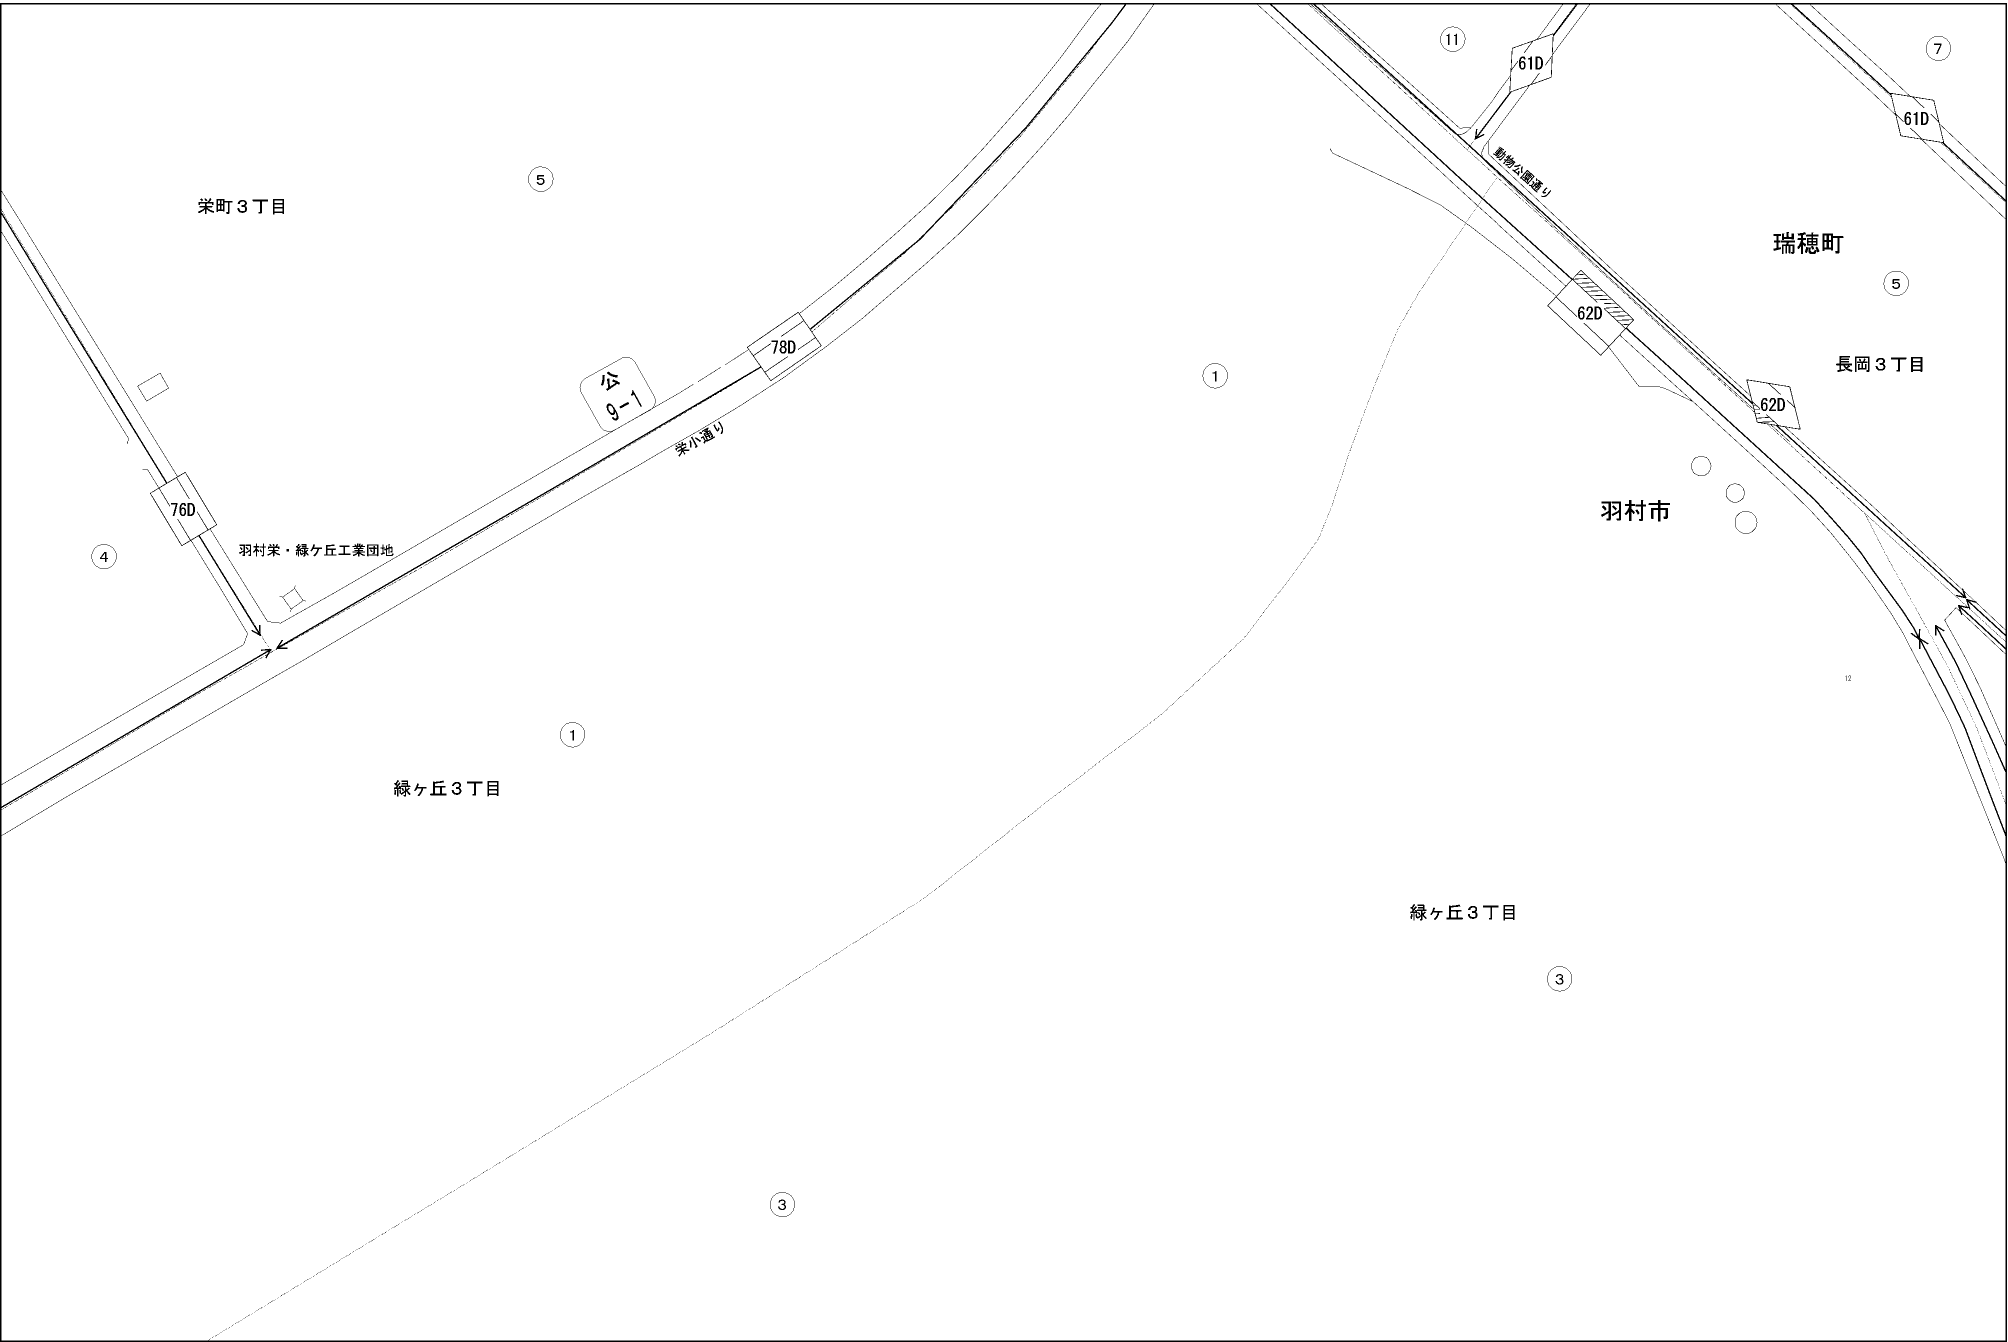 11
7
61D
61D
動物公園通り
5
栄町３丁目
瑞穂町
5
62D
78D
長岡３丁目
1
公
9-1
62D
栄小通り
76D
羽村市
羽村栄・緑ケ丘工業団地
4
12
1
緑ヶ丘３丁目
緑ヶ丘３丁目
3
3